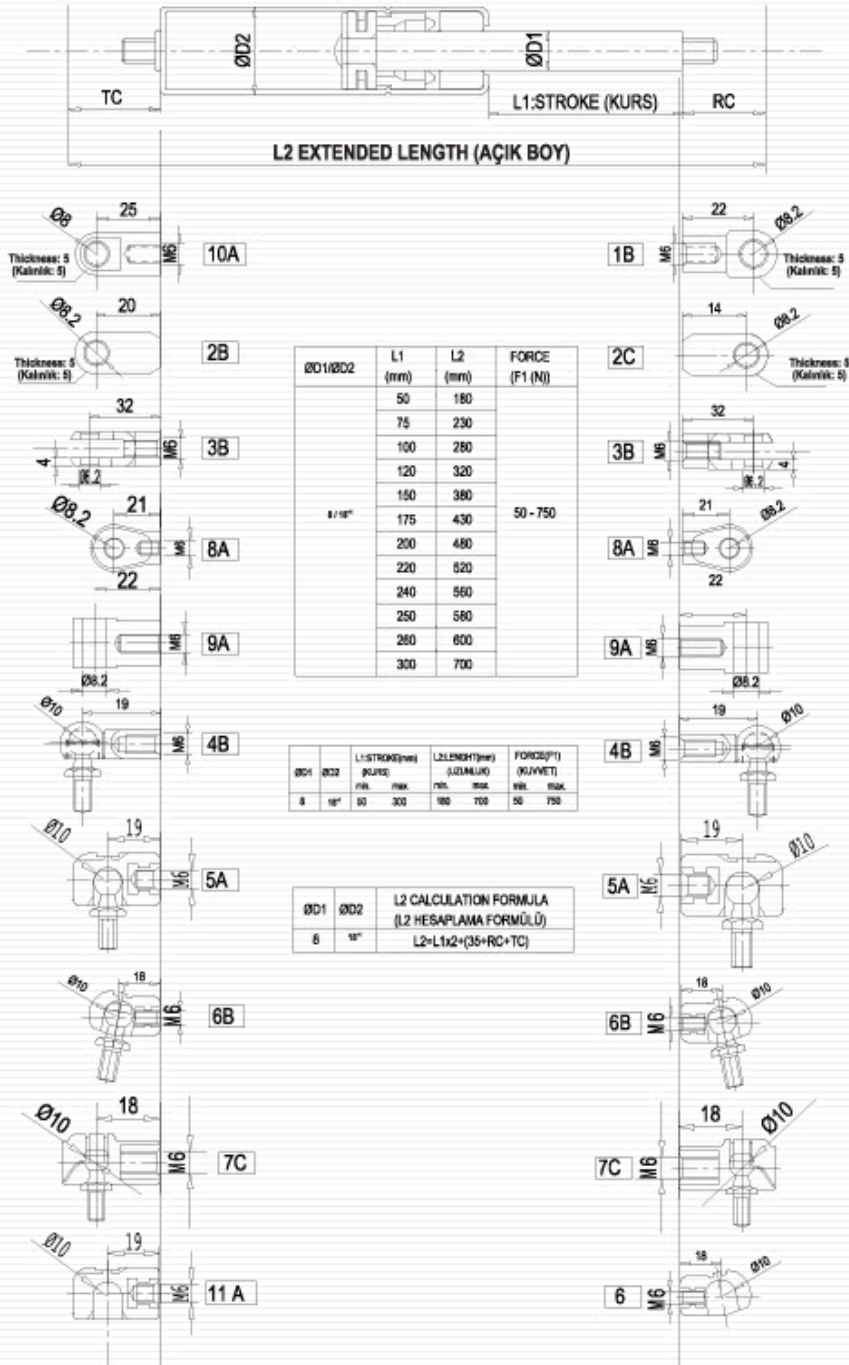 ØD2
ØD1
TC
L1:STROKE (KURS)
RC
L2 EXTENDED LENGTH (AÇIK BOY)
Ø8
25
M6
10A
Thickness: 5
(Kalınlık: 5)
1B
M6
22
Ø8.2
Thickness: 5
(Kalınlık: 5)
Ø8.2
20
2B
Thickness: 5
(Kalınlık: 5)
2C
14
Ø8.2
Thickness: 5
(Kalınlık: 5)
32
M6
3B
4
Ø6.2
3B
M6
32
4
Ø6.2
Ø8.2
21
M6
8A
8A
M6
21
Ø8.2
22
M6
9A
Ø8.2
22
9A
M6
Ø8.2
Ø10
19
M6
4B
4B
M6
19
Ø10
Ø10
19
M6
5A
5A
M6
19
Ø10
Ø10
18
M6
6B
6B
M6
18
Ø10
Ø10
18
M6
7C
7C
M6
18
Ø10
Ø10
19
M6
11 A
6
M6
18
Ø10
ØD1/ØD2 L1 (mm) L2 (mm) FORCE (F1 (N))
50 180
75 230
100 280
120 320
150 380
175 430
200 480
220 520
240 560
250 580
260 600
300 700
50 - 750
ØD1 ØD2 L1:STROKE(mm) L2:LENGHT(mm) FORCE(F1)
(KURS) (UZUNLUK) (KUVVET)
min. max. min. max. min. max.
8 50 300 180 700 50 750
ØD1 ØD2 L2 CALCULATION FORMULA
(L2 HESAPLAMA FORMÜLÜ)
8 L2=L1x2+(35+RC+TC)